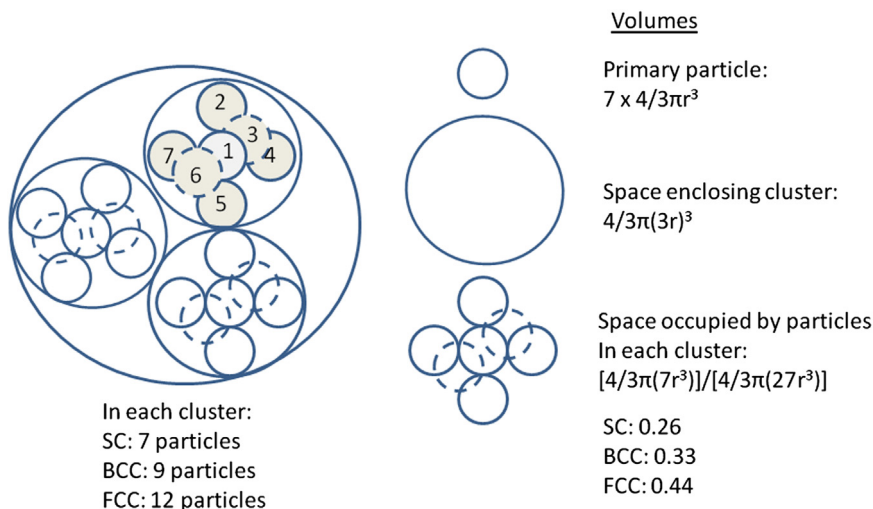 Volumes
Primary particle:
7 x 4/3πr³
2
3
7
1
4
6
5
Space enclosing cluster:
4/3π(3r)³
Space occupied by particles
In each cluster:
[4/3π(7r³)]/[4/3π(27r³)]
In each cluster:
SC: 7 particles
BCC: 9 particles
FCC: 12 particles
SC: 0.26
BCC: 0.33
FCC: 0.44